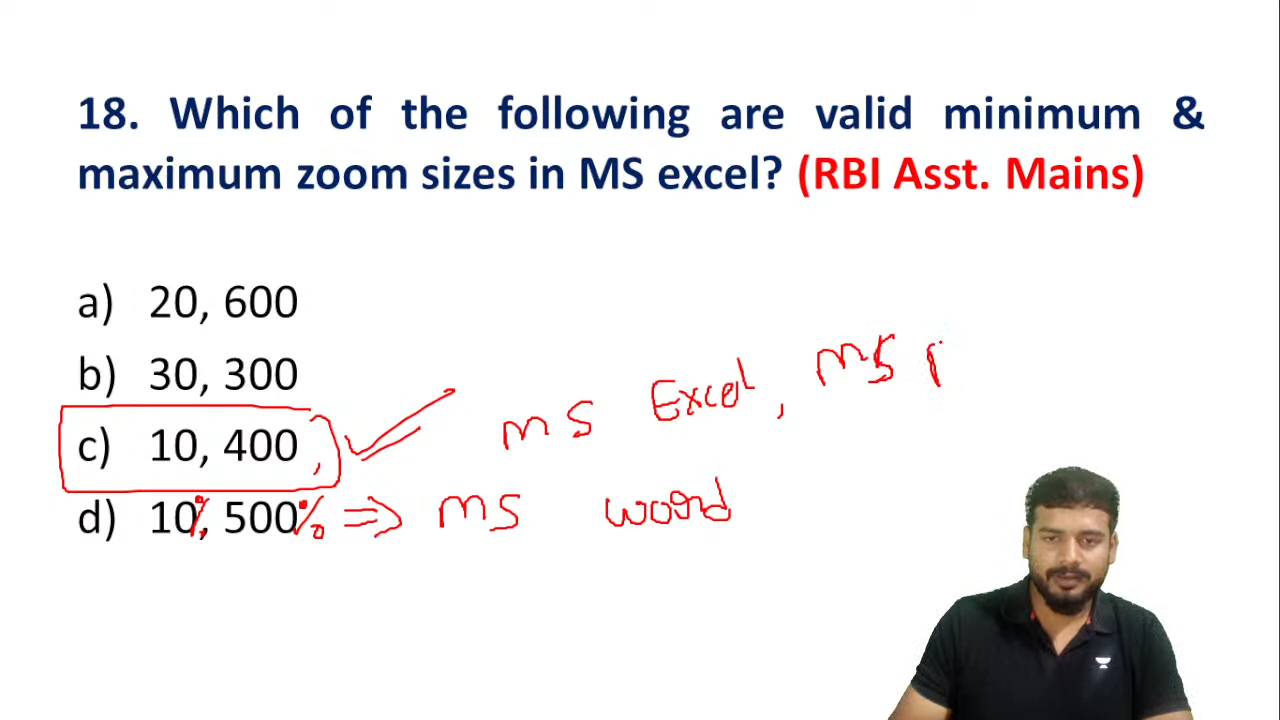 18. Which of the following are valid minimum &
maximum zoom sizes in MS excel? (RBI Asst. Mains)
a) 20, 600
b) 30, 300
c) 10, 400 ,
MS Excel, MS P
d) 10%, 500% ⇒ MS woord